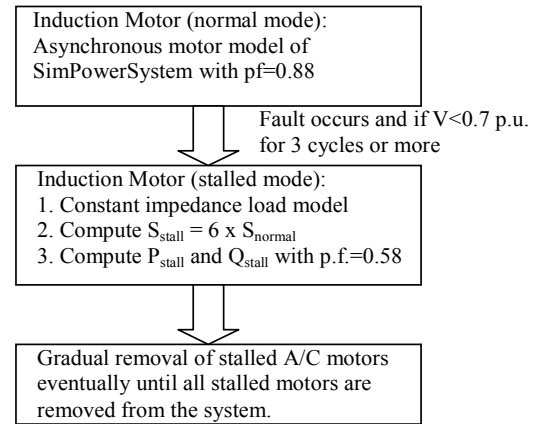 Induction Motor (normal mode):
Asynchronous motor model of
SimPowerSystem with pf=0.88
Fault occurs and if V<0.7 p.u.
for 3 cycles or more
Induction Motor (stalled mode):
1. Constant impedance load model
2. Compute Sstall = 6 x Snormal
3. Compute Pstall and Qstall with p.f.=0.58
Gradual removal of stalled A/C motors
eventually until all stalled motors are
removed from the system.